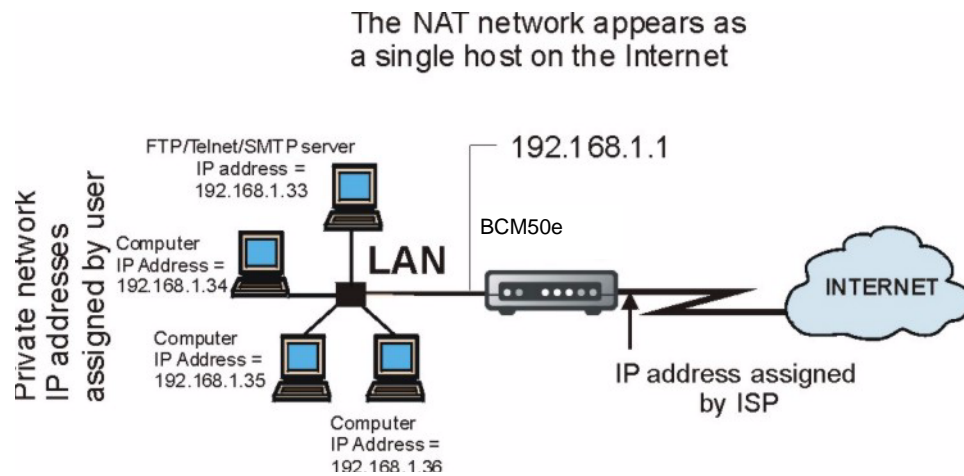 The NAT network appears as
a single host on the Internet
FTP/Telnet/SMTP server
IP address =
192.168.1.33
192.168.1.1
Private network
IP addresses
assigned by user
BCM50e
Computer
IP Address =
192.168.1.34
LAN
INTERNET
Computer
IP Address =
192.168.1.35
IP address assigned
by ISP
Computer
IP Address =
192.168.1.36